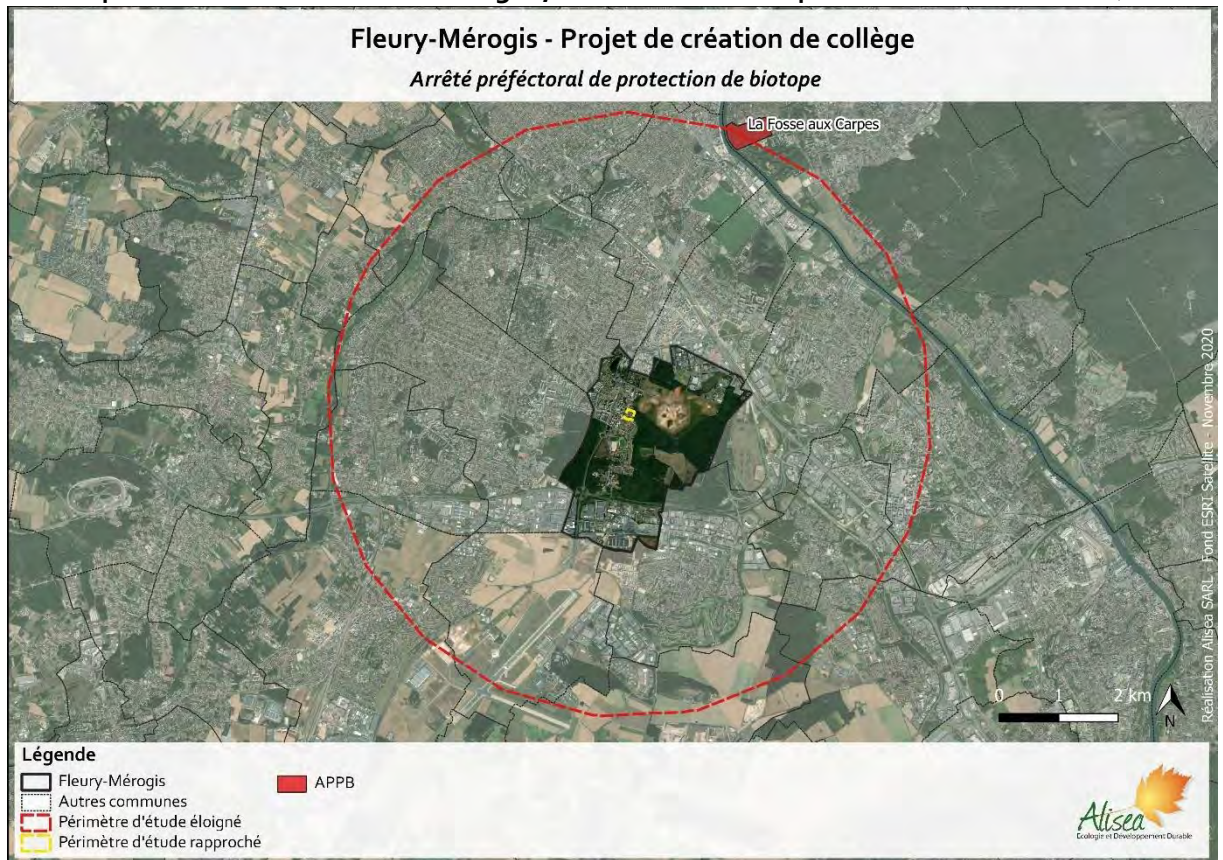 Fleury-Mérogis - Projet de création de collège
Arrêté préféctoral de protection de biotope
La Fosse aux Carpes
Réalisation Alisea SARL - Fond ESRI Satellite - Novembre 2020
0 1 2 km
N
Légende
Fleury-Mérogis
Autres communes
Périmètre d'étude éloigné
Périmètre d'étude rapproché
APPB
Alisea
Ecologie et Développement Durable